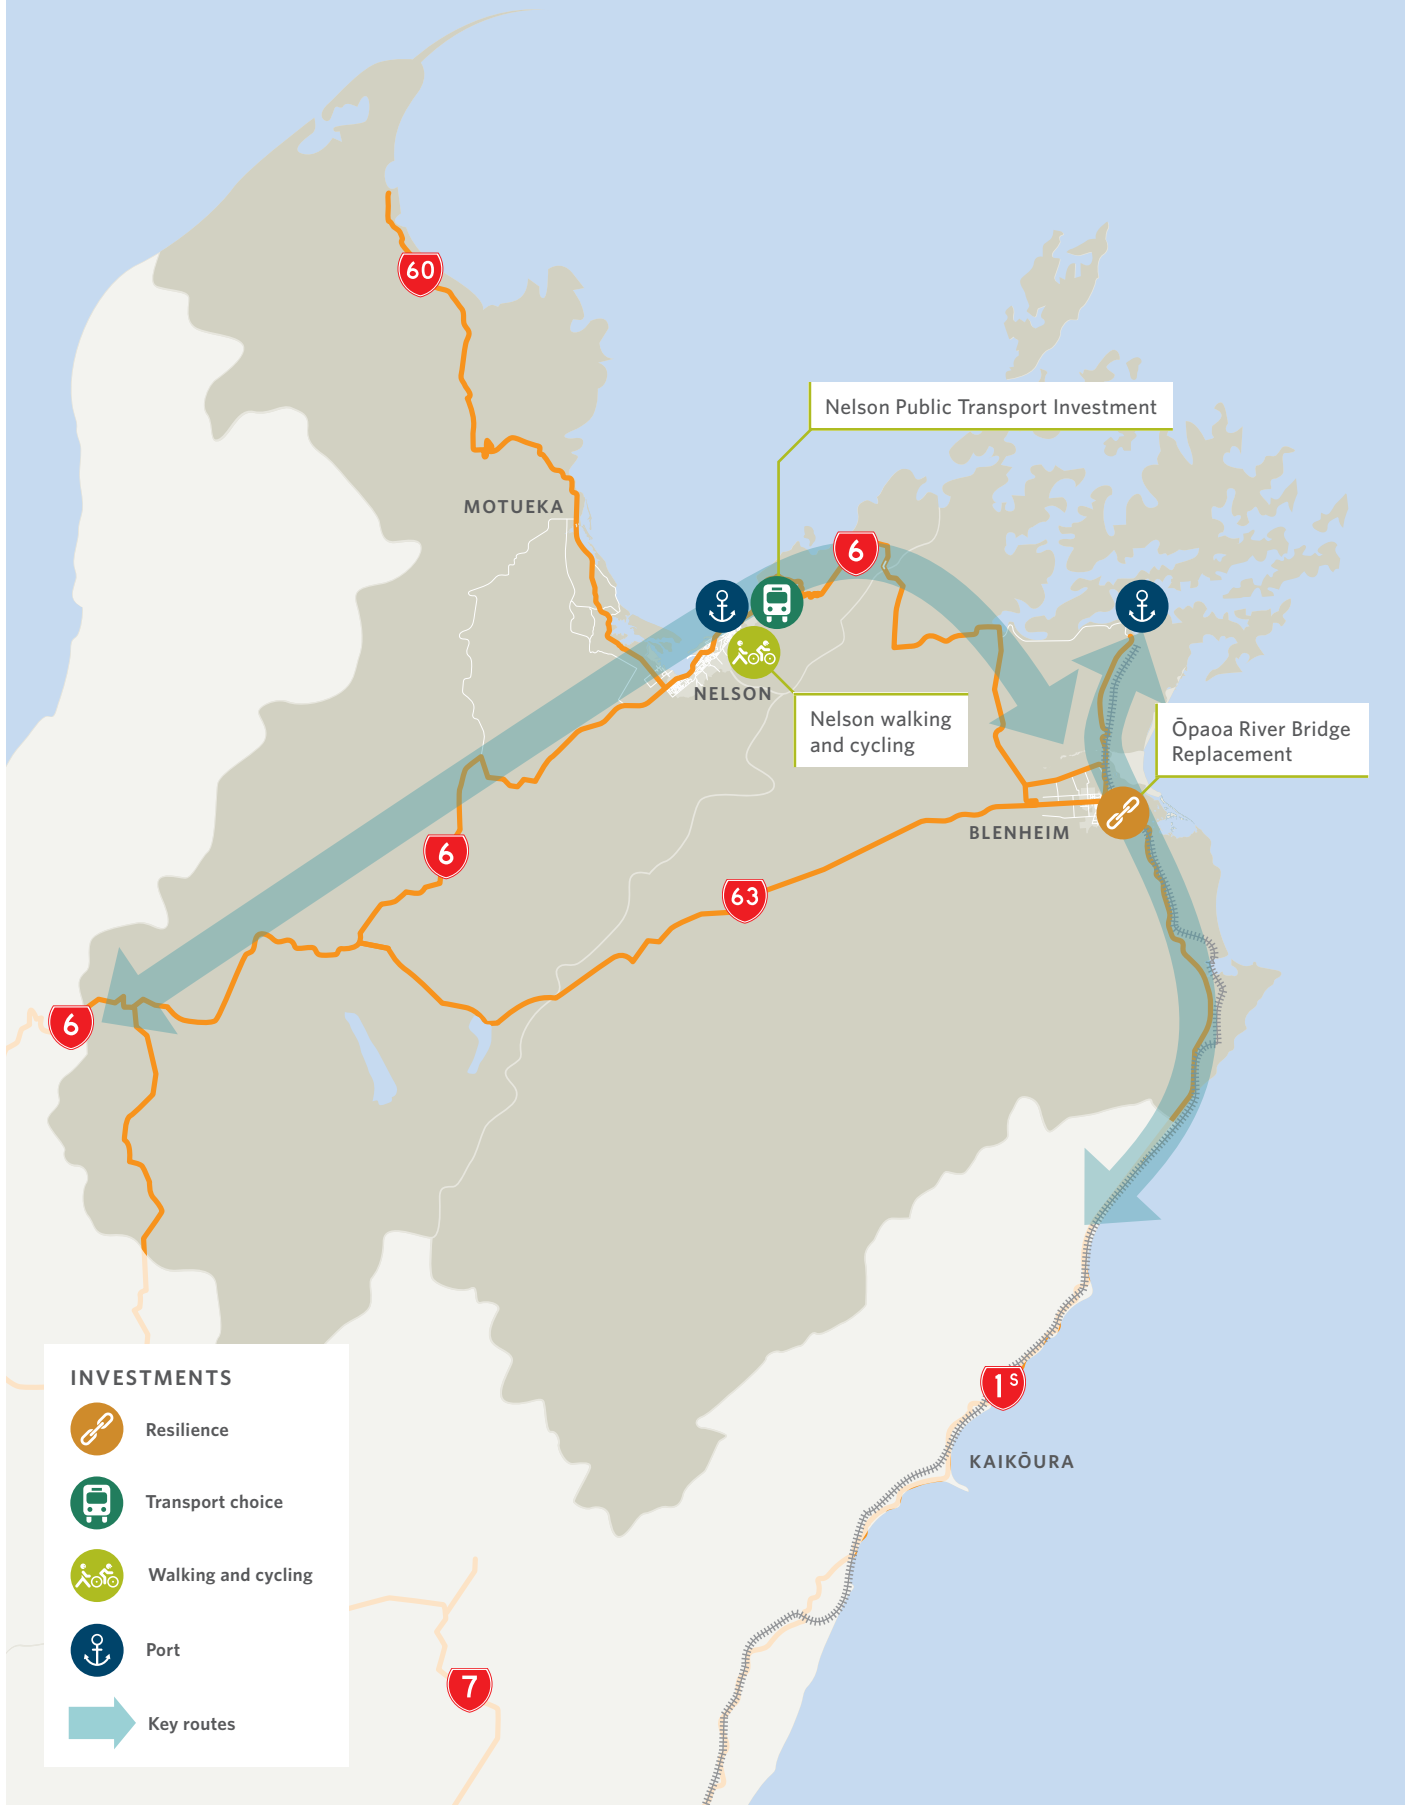 60
Nelson Public Transport Investment
MOTUEKA
6
NELSON
Nelson walking
and cycling
Ōpaoa River Bridge
Replacement
BLENHEIM
6
63
6
1S
KAIKŌURA
7
INVESTMENTS
Resilience
Transport choice
Walking and cycling
Port
Key routes